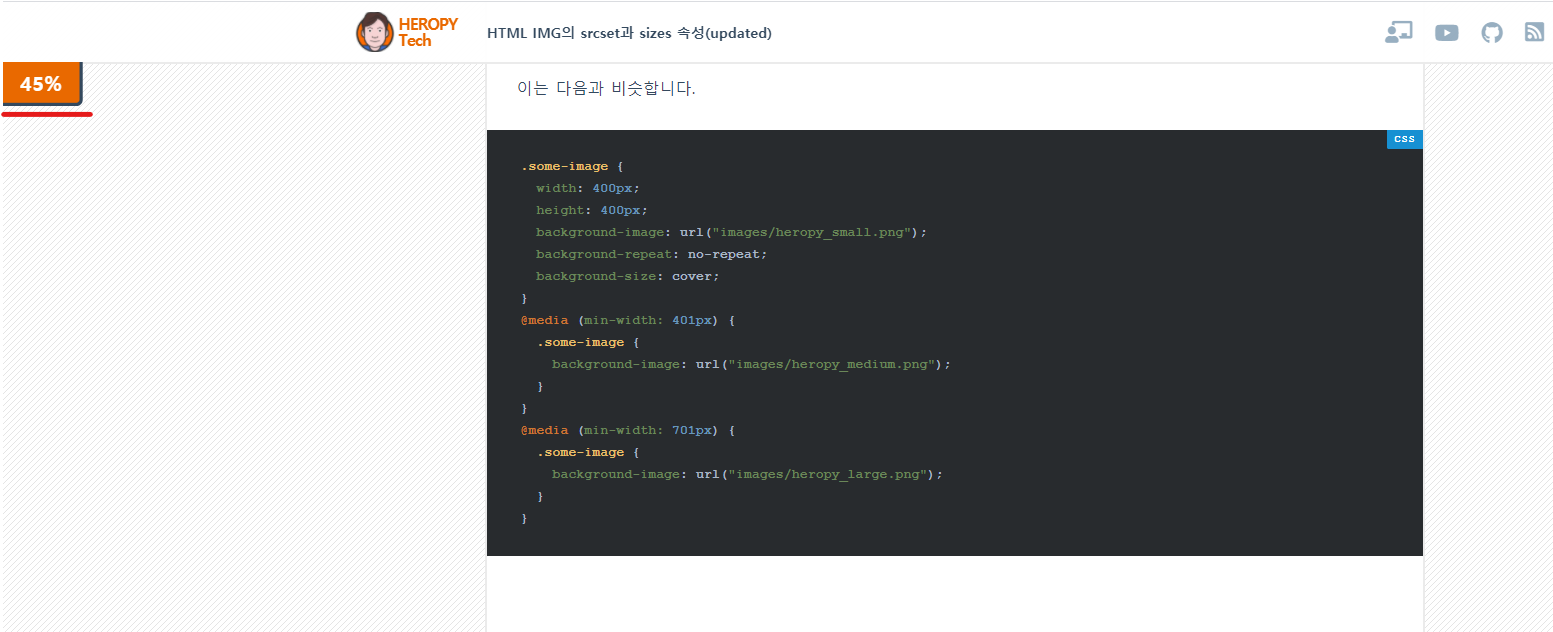 HEROPY
Tech
HTML IMG의 srcset과 sizes 속성(updated)
45%
이는 다음과 비슷합니다.
CSS
.some-image {
  width: 400px;
  height: 400px;
  background-image: url("images/heropy_small.png");
  background-repeat: no-repeat;
  background-size: cover;
}
@media (min-width: 401px) {
  .some-image {
    background-image: url("images/heropy_medium.png");
  }
}
@media (min-width: 701px) {
  .some-image {
    background-image: url("images/heropy_large.png");
  }
}